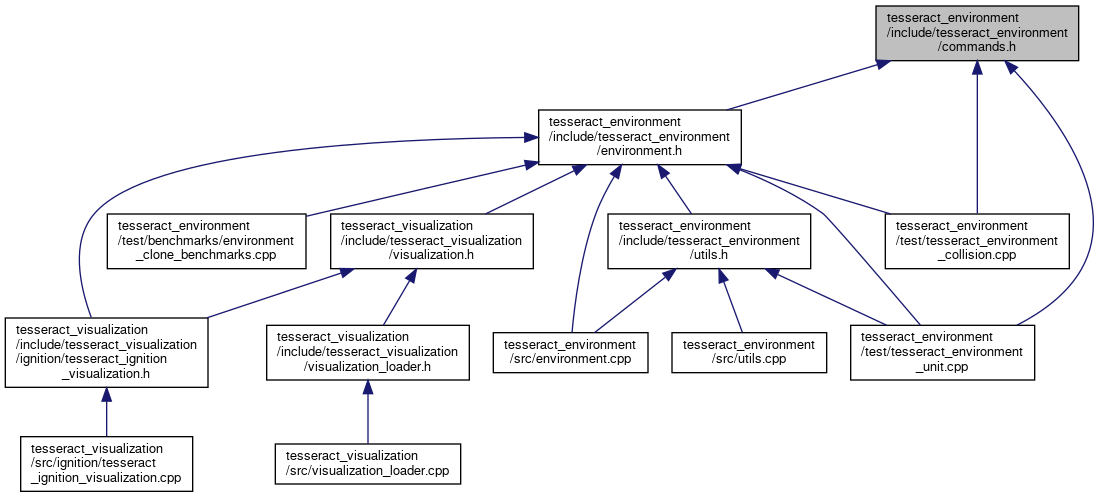 tesseract_environment
/include/tesseract_environment
/commands.h
tesseract_environment
/include/tesseract_environment
/environment.h
tesseract_environment
/test/benchmarks/environment
_clone_benchmarks.cpp
tesseract_visualization
/include/tesseract_visualization
/visualization.h
tesseract_environment
/include/tesseract_environment
/utils.h
tesseract_environment
/test/tesseract_environment
_collision.cpp
tesseract_visualization
/include/tesseract_visualization
/ignition/tesseract_ignition
_visualization.h
tesseract_visualization
/include/tesseract_visualization
/visualization_loader.h
tesseract_environment
/src/environment.cpp
tesseract_environment
/src/utils.cpp
tesseract_environment
/test/tesseract_environment
_unit.cpp
tesseract_visualization
/src/ignition/tesseract
_ignition_visualization.cpp
tesseract_visualization
/src/visualization_loader.cpp